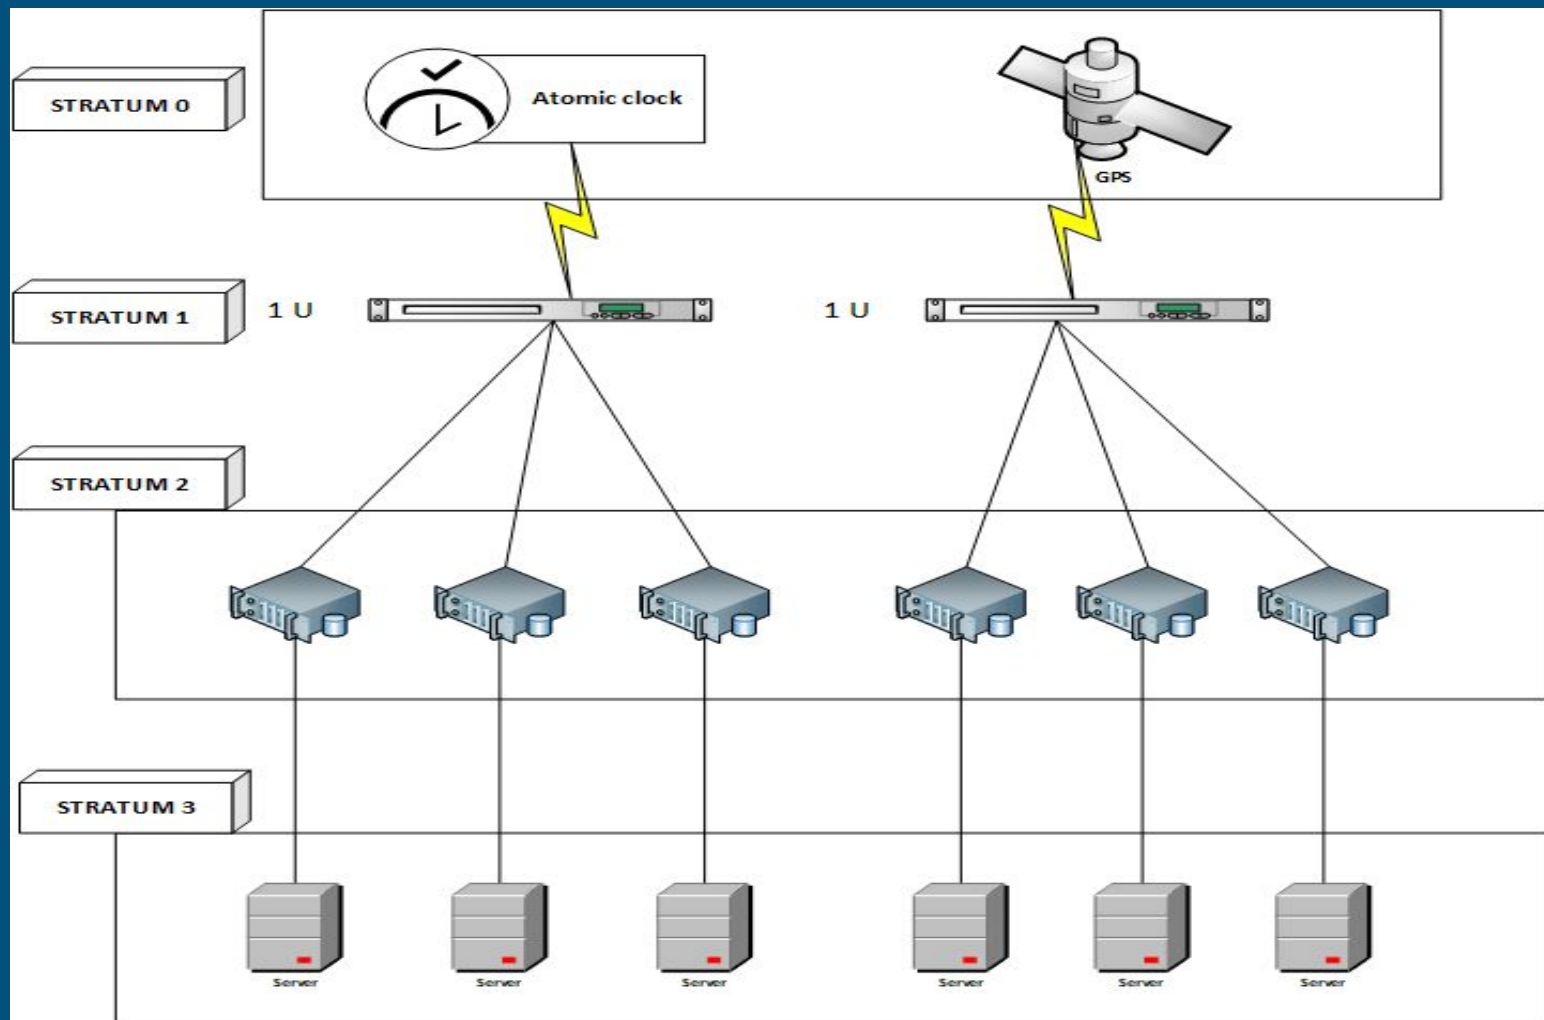 STRATUM 0
Atomic clock
GPS
STRATUM 1
1 U
1 U
STRATUM 2
STRATUM 3
Server
Server
Server
Server
Server
Server